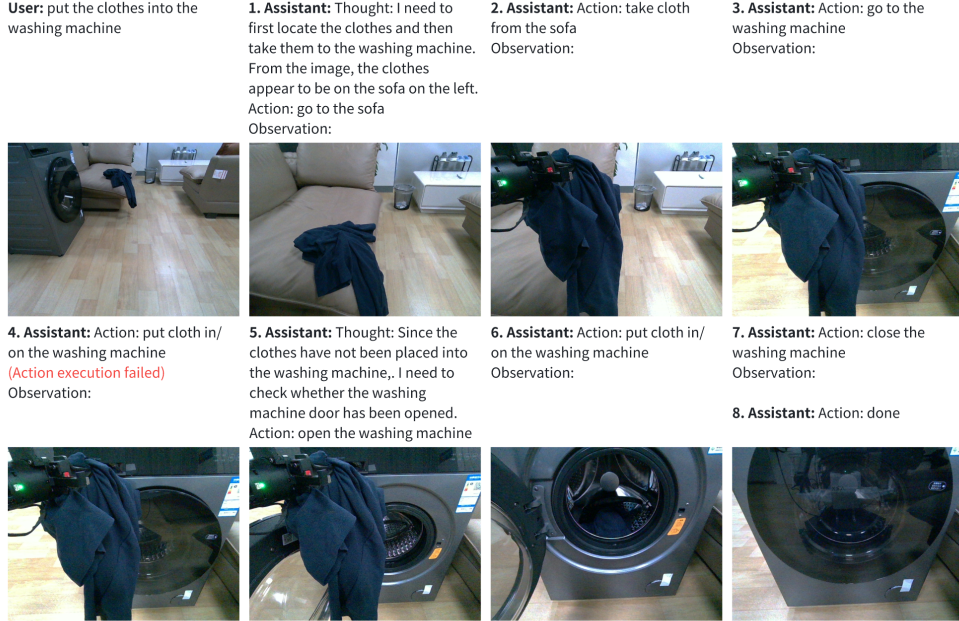 User: put the clothes into the
washing machine
1. Assistant: Thought: I need to
first locate the clothes and then
take them to the washing machine.
From the image, the clothes
appear to be on the sofa on the left.
Action: go to the sofa
Observation:
2. Assistant: Action: take cloth
from the sofa
Observation:
3. Assistant: Action: go to the
washing machine
Observation:
4. Assistant: Action: put cloth in/
on the washing machine
(Action execution failed)
Observation:
5. Assistant: Thought: Since the
clothes have not been placed into
the washing machine,. I need to
check whether the washing
machine door has been opened.
Action: open the washing machine
6. Assistant: Action: put cloth in/
on the washing machine
Observation:
7. Assistant: Action: close the
washing machine
Observation:
8. Assistant: Action: done